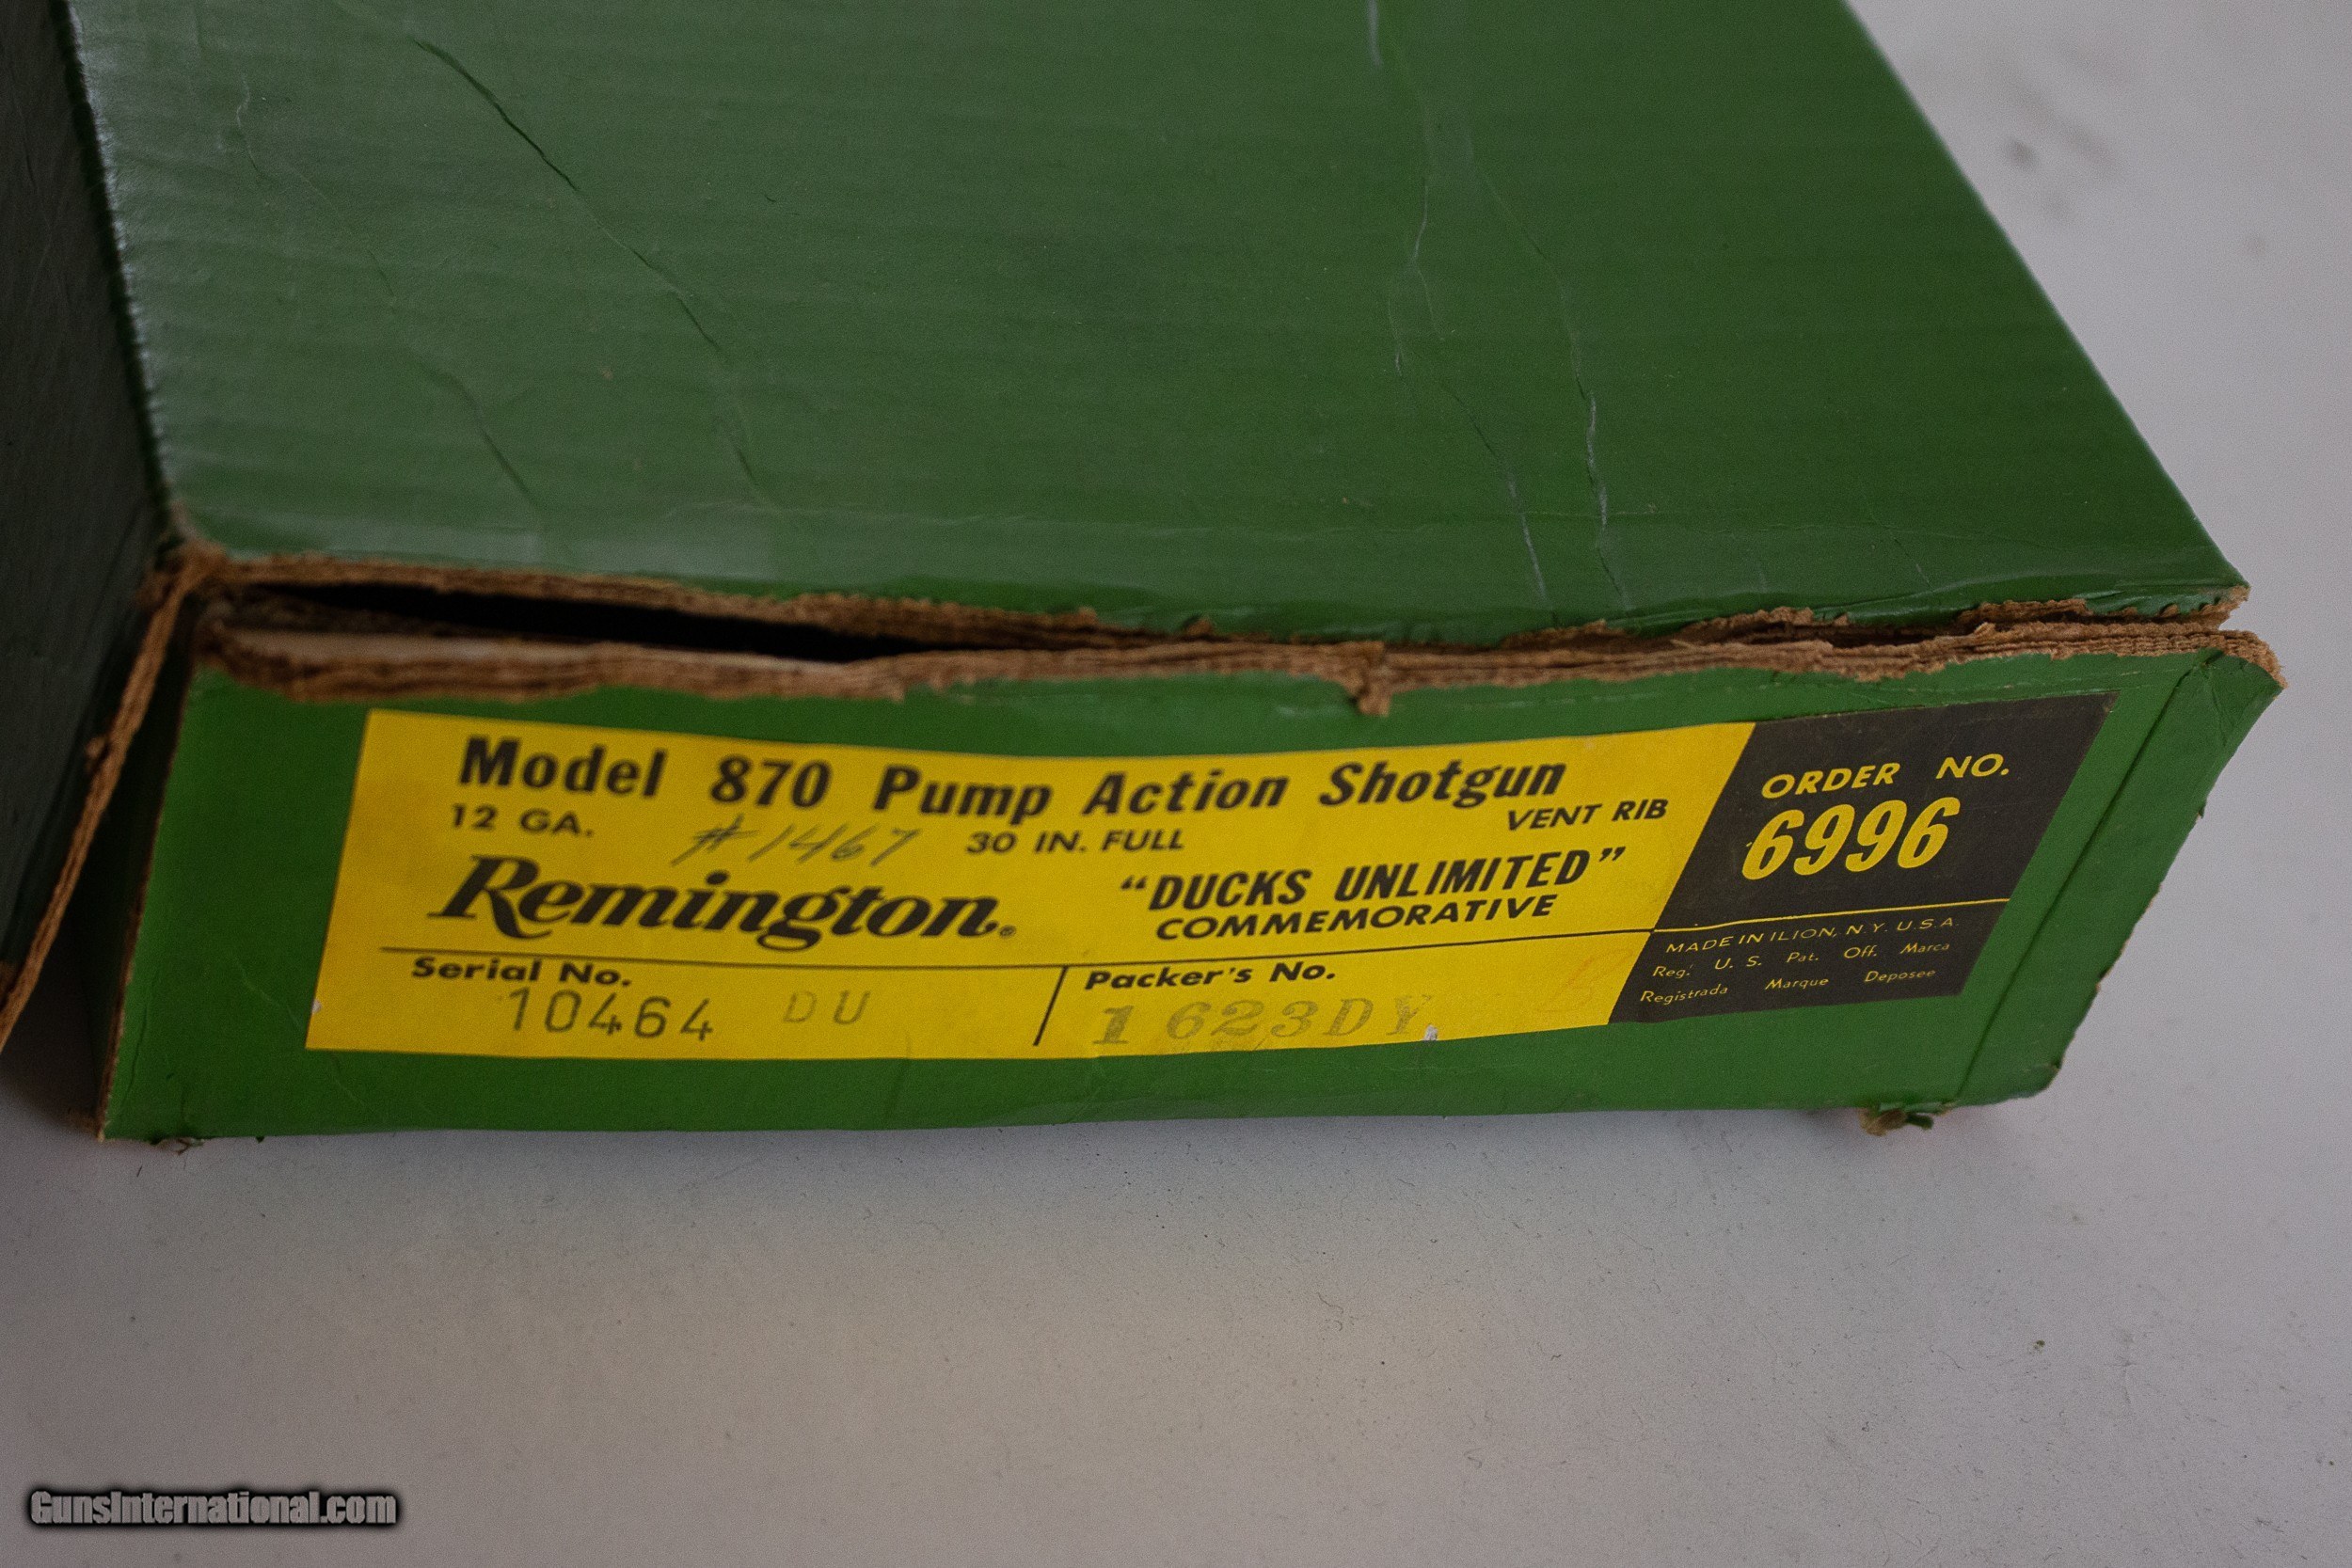 Model 870 Pump Action Shotgun
12 GA. #1467 30 IN. FULL VENT RIB
Remington®
"DUCKS UNLIMITED"
COMMEMORATIVE
Serial No.
10464 DU
Packer's No.
1 623DY
ORDER NO.
6996
MADE IN ILION, N.Y. U.S.A.
Reg. U. S. Pat. Off. Marca
Registrada Marque Deposee
GunsInternational.com